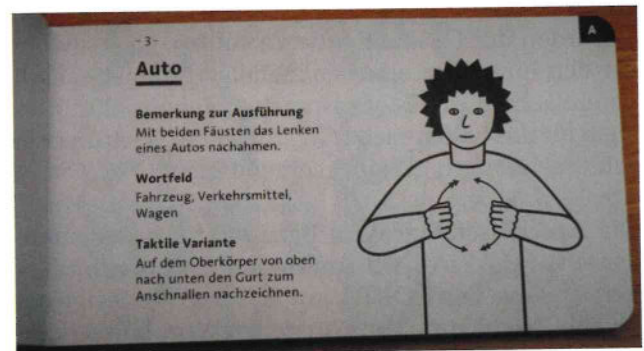 - 3 -
A
Auto
Bemerkung zur Ausführung
Mit beiden Fäusten das Lenken
eines Autos nachahmen.
Wortfeld
Fahrzeug, Verkehrsmittel,
Wagen
Taktile Variante
Auf dem Oberkörper von oben
nach unten den Gurt zum
Anschnallen nachzeichnen.